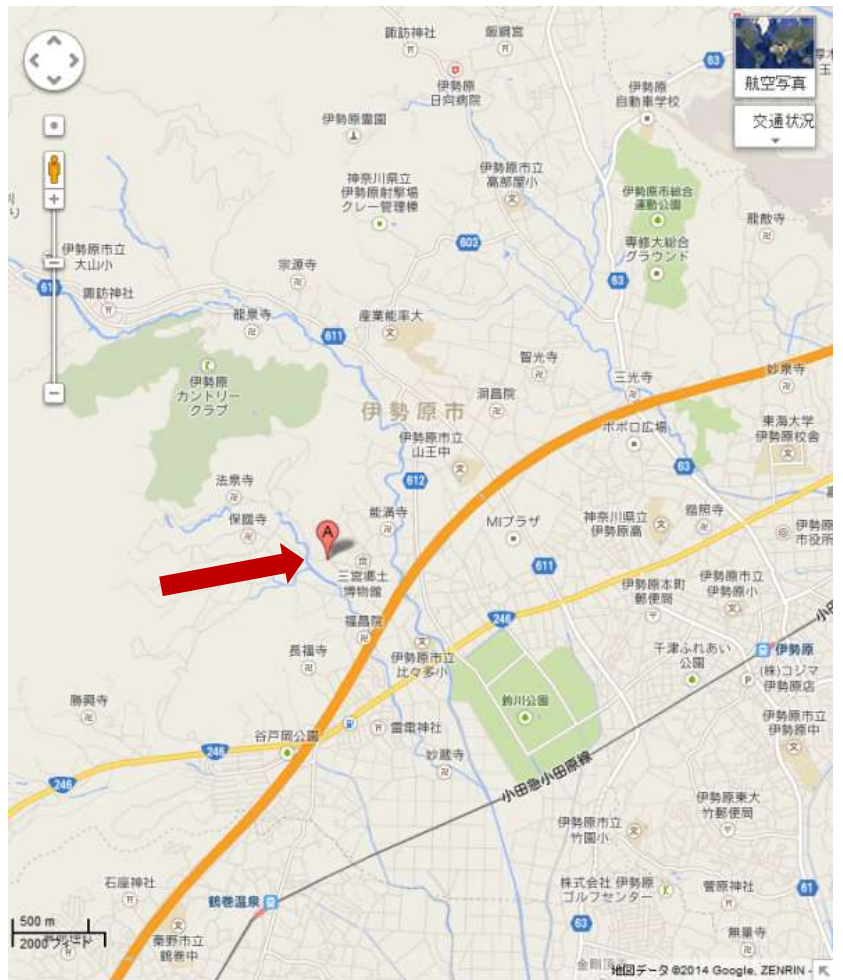 諏訪神社
飯綱宮
63
伊勢原
日向病院
伊勢原
自動車学校
航空写真
交通状況
伊勢原霊園
神奈川県立
伊勢原射撃場
クレー管理棟
伊勢原市立
高部屋小
伊勢原市総合
運動公園
龍散寺
603
専修大総合
グラウンド
伊勢原市立
大山小
宗源寺
63
諏訪神社
龍泉寺
産業能率大
611
智光寺
三光寺
妙泉寺
伊勢原
カントリー
クラブ
洞昌院
伊勢原市
伊勢原市立
山王中
ポポロ広場
東海大学
伊勢原校舎
63
法泉寺
612
保國寺
能満寺
MIプラザ
神奈川県立
伊勢原高
鐙照寺
伊勢原
市役所
A
三宮郷土
博物館
611
伊勢原本町
郵便局
伊勢原市立
伊勢原小
福昌院
246
長福寺
伊勢原市立
比々多小
千津ふれあい
公園
伊勢原
(株)コジマ
伊勢原店
勝興寺
鈴川公園
伊勢原市立
伊勢原中
谷戸岡公園
雷電神社
246
妙蔵寺
246
小田急小田原線
伊勢原東大
竹郵便局
伊勢原市立
竹園小
石座神社
鶴巻温泉
株式会社 伊勢原
ゴルフセンター
菅原神社
61
500 m
2000 フィート
秦野市立
鶴巻中
63
無量寺
地図データ ©2014 Google, ZENRIN -